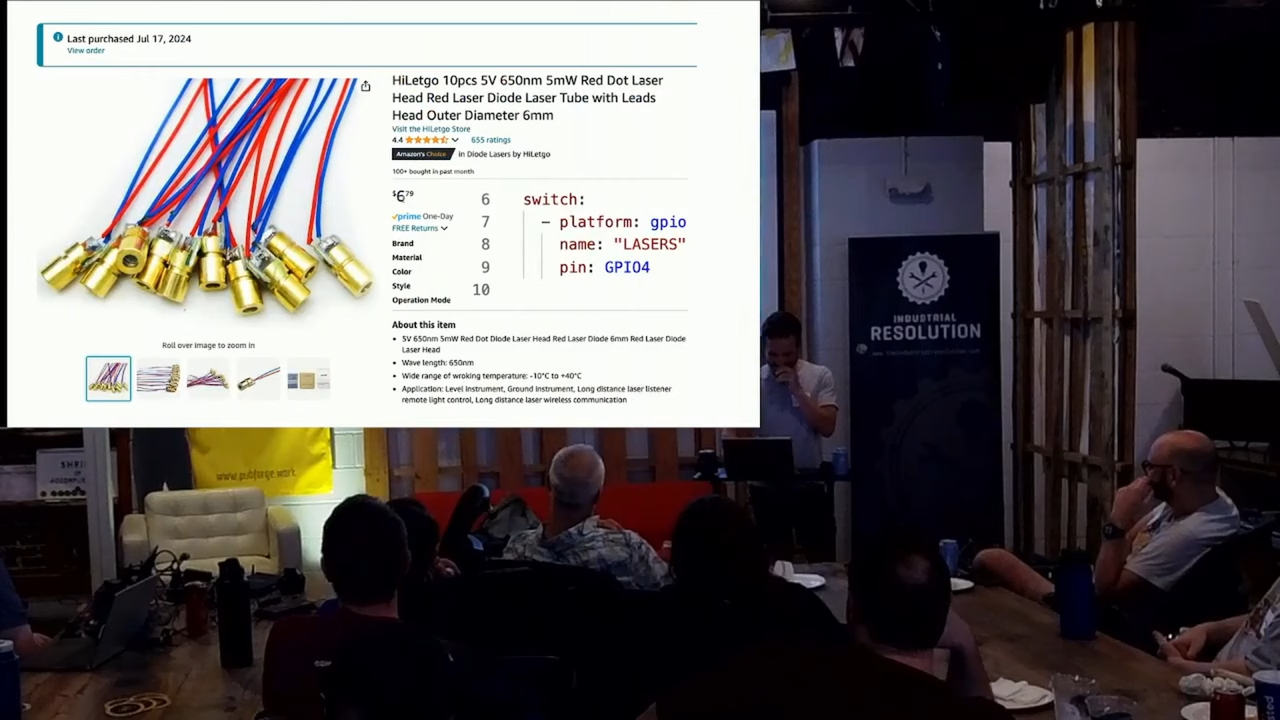 Last purchased Jul 17, 2024
View order
HiLetgo 10pcs 5V 650nm 5mW Red Dot Laser
Head Red Laser Diode Laser Tube with Leads
Head Outer Diameter 6mm
Visit the HiLetgo Store
4.4 655 ratings
Amazon's Choice in Diode Lasers by HiLetgo
100+ bought in past month
$6.79
prime One-Day
FREE Returns
Brand
Material
Color
Style
Operation Mode
6 switch:
7 - platform: gpio
8 name: "LASERS"
9 pin: GPIO4
10
About this item
5V 650nm 5mW Red Dot Diode Laser Head Red Laser Diode 6mm Red Laser Diode
Laser Head
Wave length: 650nm
Wide range of wroking temperature: -10°C to +40°C
Application: Level Instrument, Ground Instrument, Long distance laser listener
remote light control, Long distance laser wireless communication
Roll over image to zoom in
INDUSTRIAL
RESOLUTION
www.pubforge.work